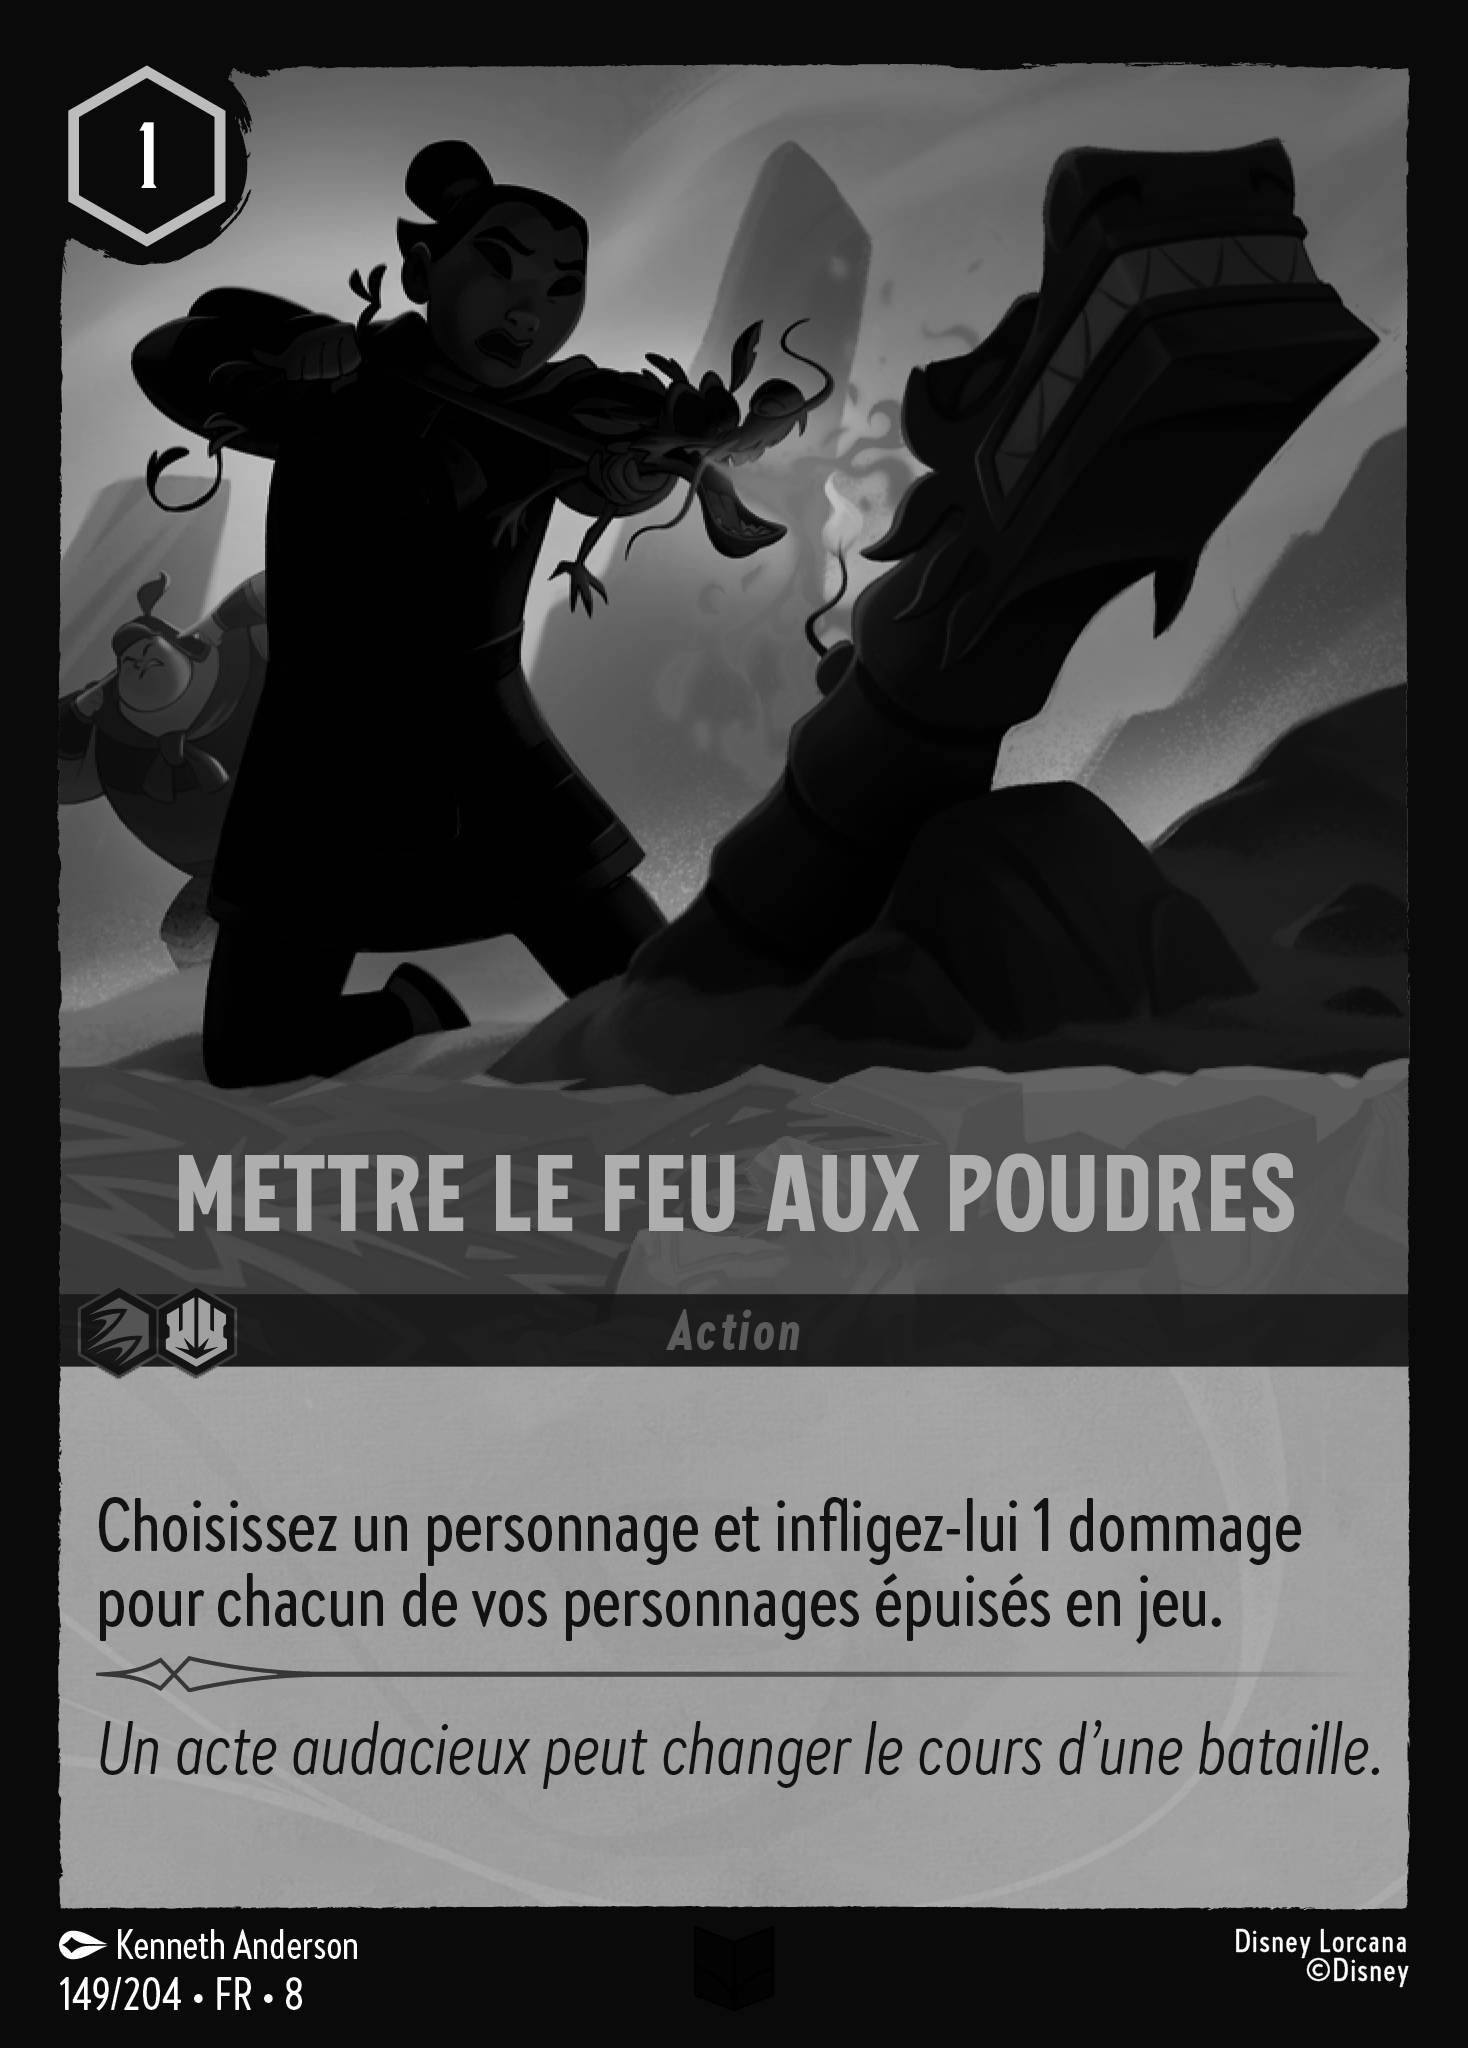 1
METTRE LE FEU AUX POUDRES
Action
Choisissez un personnage et infligez-lui 1 dommage
pour chacun de vos personnages épuisés en jeu.
Un acte audacieux peut changer le cours d’une bataille.
Kenneth Anderson
149/204 • FR • 8
Disney Lorcana
©Disney